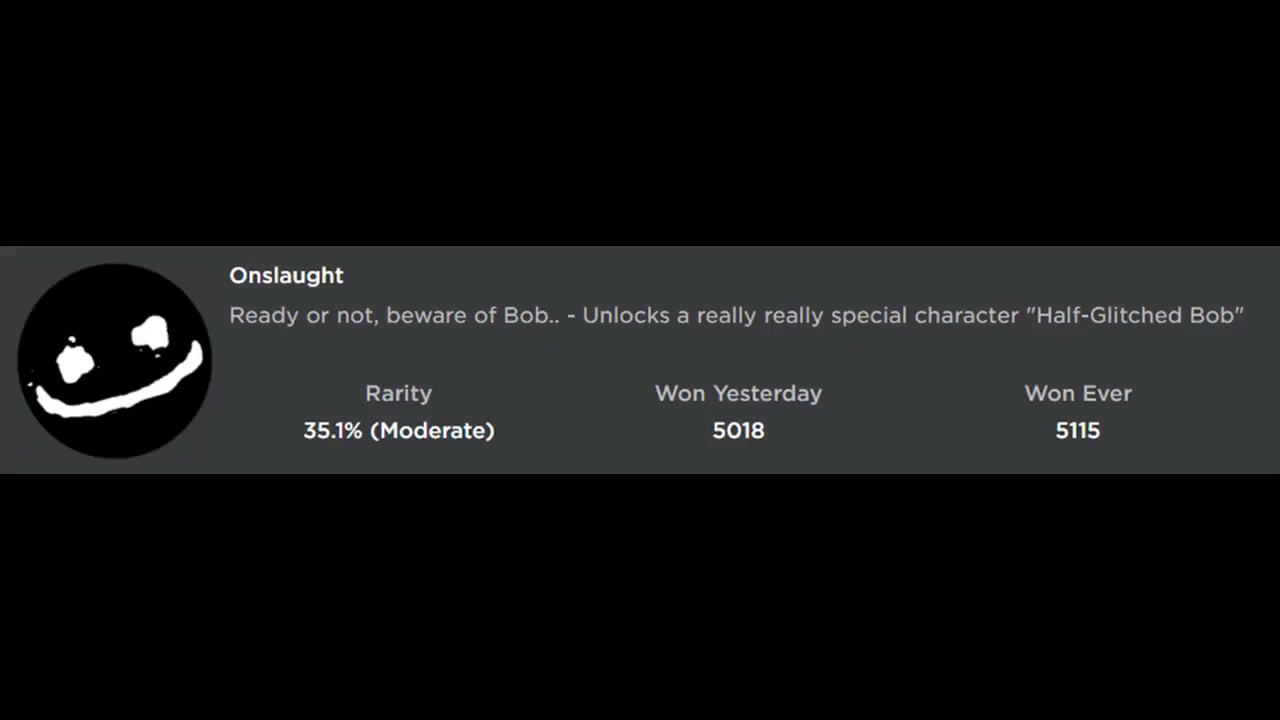 Onslaught
Ready or not, beware of Bob.. - Unlocks a really really special character "Half-Glitched Bob"
Rarity Won Yesterday Won Ever
35.1% (Moderate) 5018 5115